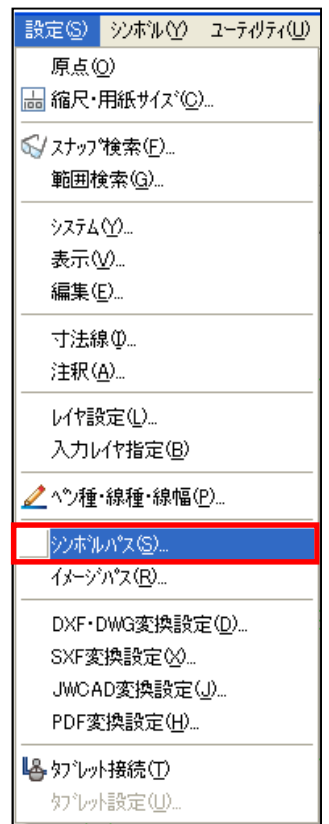 設定(S) シンボル(Y) ユーティリティ(U)
原点(O)
縮尺・用紙サイズ(C)...
スナップ検索(F)...
範囲検索(G)...
システム(Y)...
表示(V)...
編集(E)...
寸法線(I)...
注釈(A)...
レイヤ設定(L)...
入力レイヤ指定(B)
ペン種・線種・線幅(P)...
シンボルパス(S)...
イメージパス(R)...
DXF・DWG変換設定(D)...
SXF変換設定(X)...
JWCAD変換設定(J)...
PDF変換設定(H)...
タブレット接続(T)
タブレット設定(U)...